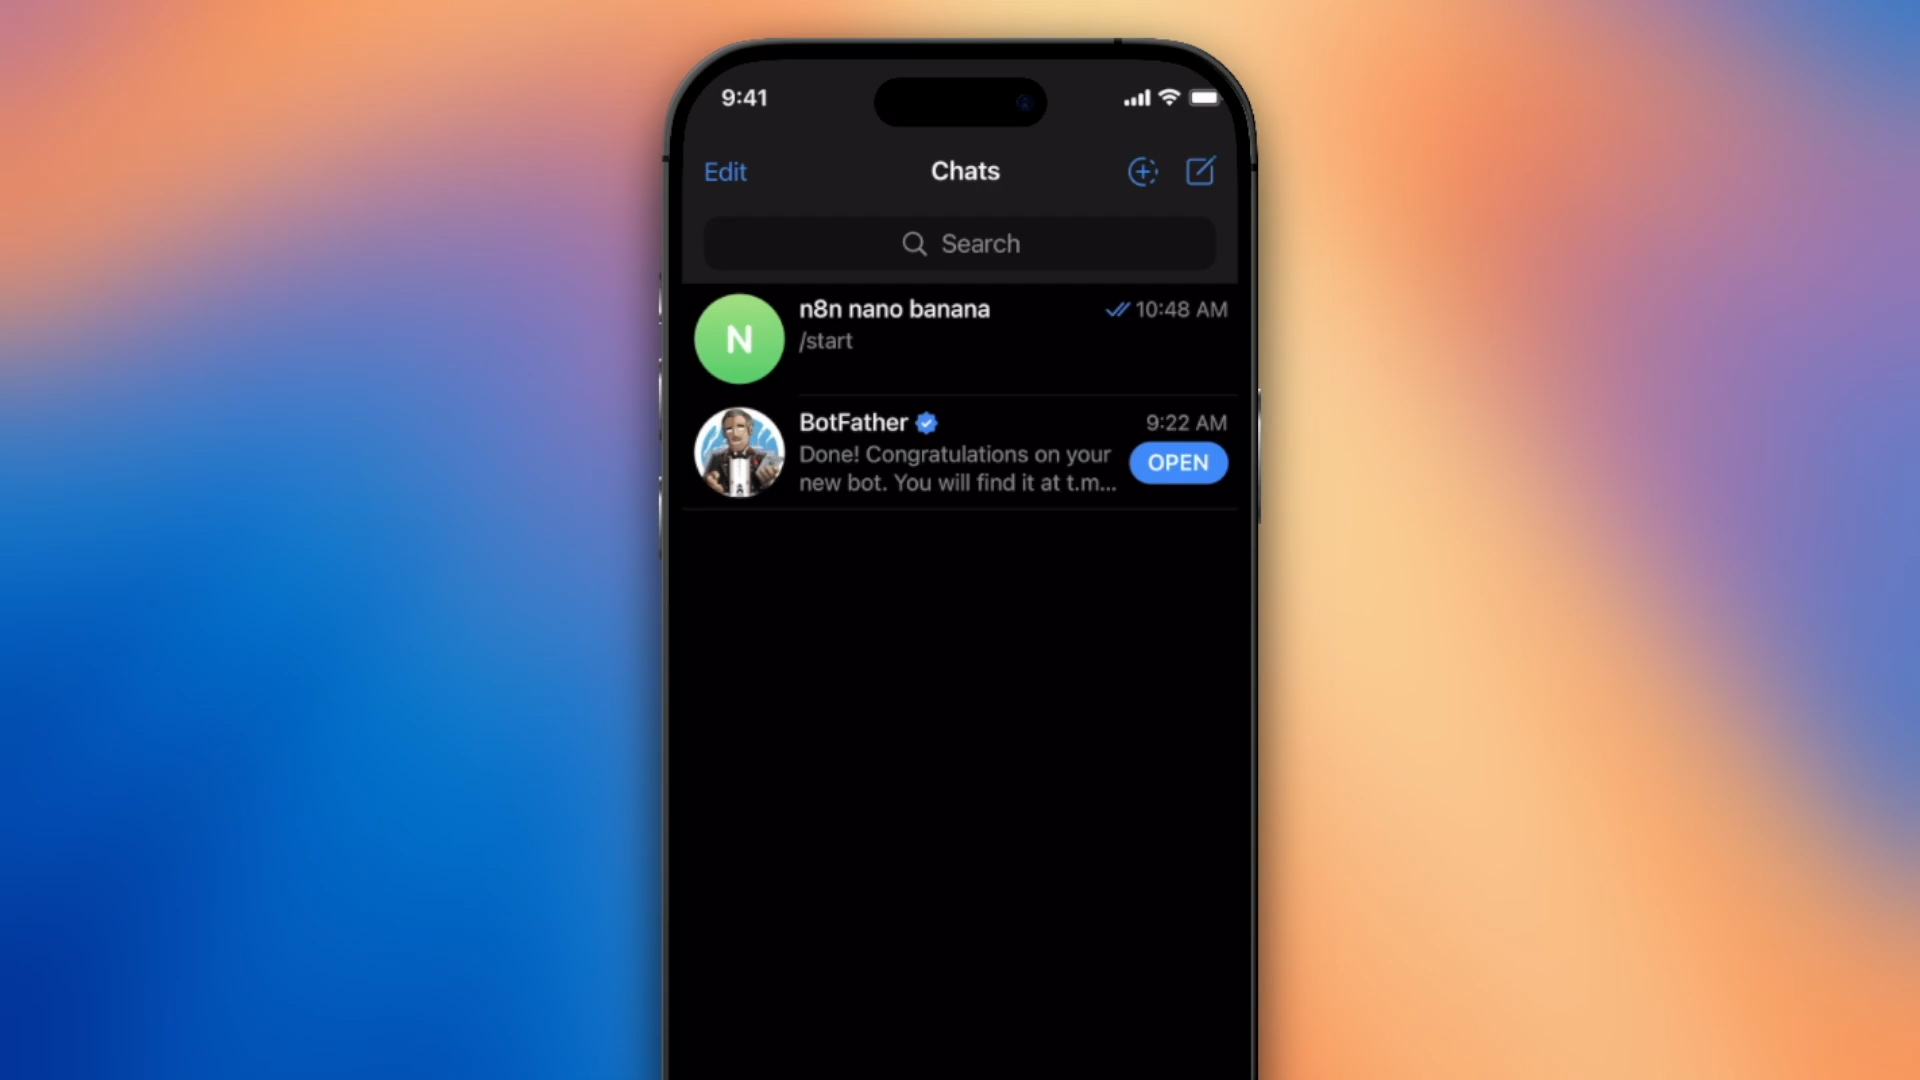 9:41
Edit
Chats
Search
N
n8n nano banana
10:48 AM
/start
BotFather
9:22 AM
Done! Congratulations on your
new bot. You will find it at t.m...
OPEN